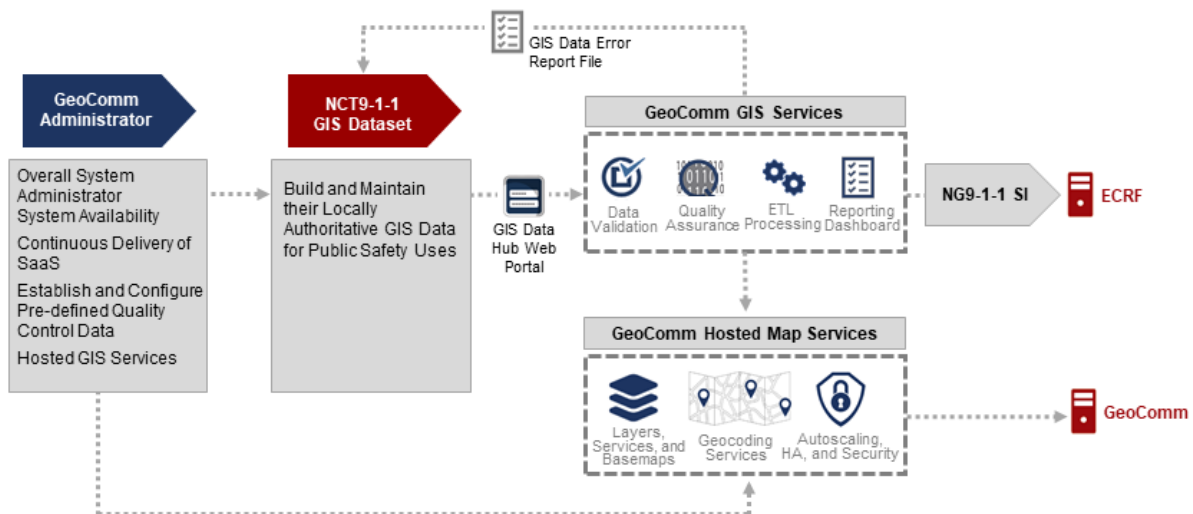 GIS Data Error
Report File
GeoComm
Administrator
NCT9-1-1
GIS Dataset
GeoComm GIS Services
Overall System
Administrator
System Availability
Continuous Delivery of
SaaS
Establish and Configure
Pre-defined Quality
Control Data
Hosted GIS Services
Build and Maintain
their Locally
Authoritative GIS Data
for Public Safety Uses
GIS Data
Hub Web
Portal
Data
Validation
Quality
Assurance
ETL
Processing
Reporting
Dashboard
NG9-1-1 SI
ECRF
GeoComm Hosted Map Services
Layers,
Services, and
Basemaps
Geocoding
Services
Autoscaling,
HA, and Security
GeoComm